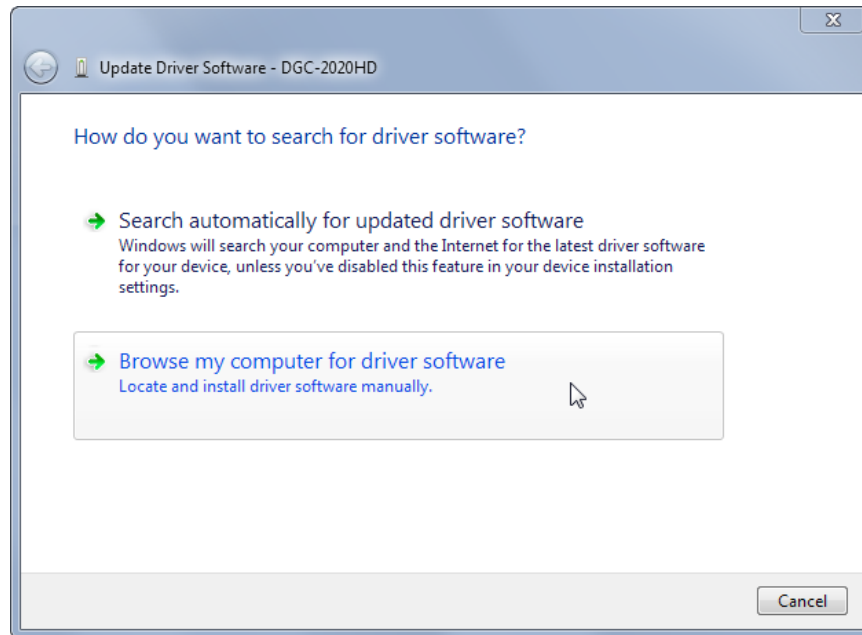 Update Driver Software - DGC-2020HD
How do you want to search for driver software?
Search automatically for updated driver software
Windows will search your computer and the Internet for the latest driver software
for your device, unless you've disabled this feature in your device installation
settings.
Browse my computer for driver software
Locate and install driver software manually.
Cancel